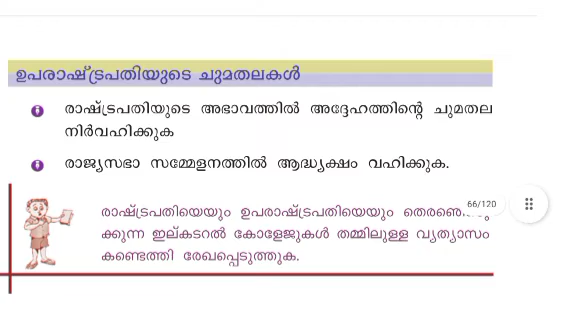 ഉപരാഷ്ട്രപതിയുടെ ചുമതലകൾ
രാഷ്ട്രപതിയുടെ അഭാവത്തിൽ അദ്ദേഹത്തിന്റെ ചുമതല
നിർവഹിക്കുക
രാജ്യസഭാ സമ്മേളനത്തിൽ ആദ്ധ്യക്ഷം വഹിക്കുക.
66/120
രാഷ്ട്രപതിയെയും ഉപരാഷ്ട്രപതിയെയും
ക്കുന്ന ഇല്കടറൽ കോളേജുകൾ തമ്മിലുള്ള വ്യത്യാസം
കണ്ടെത്തി രേഖപ്പെടുത്തുക.